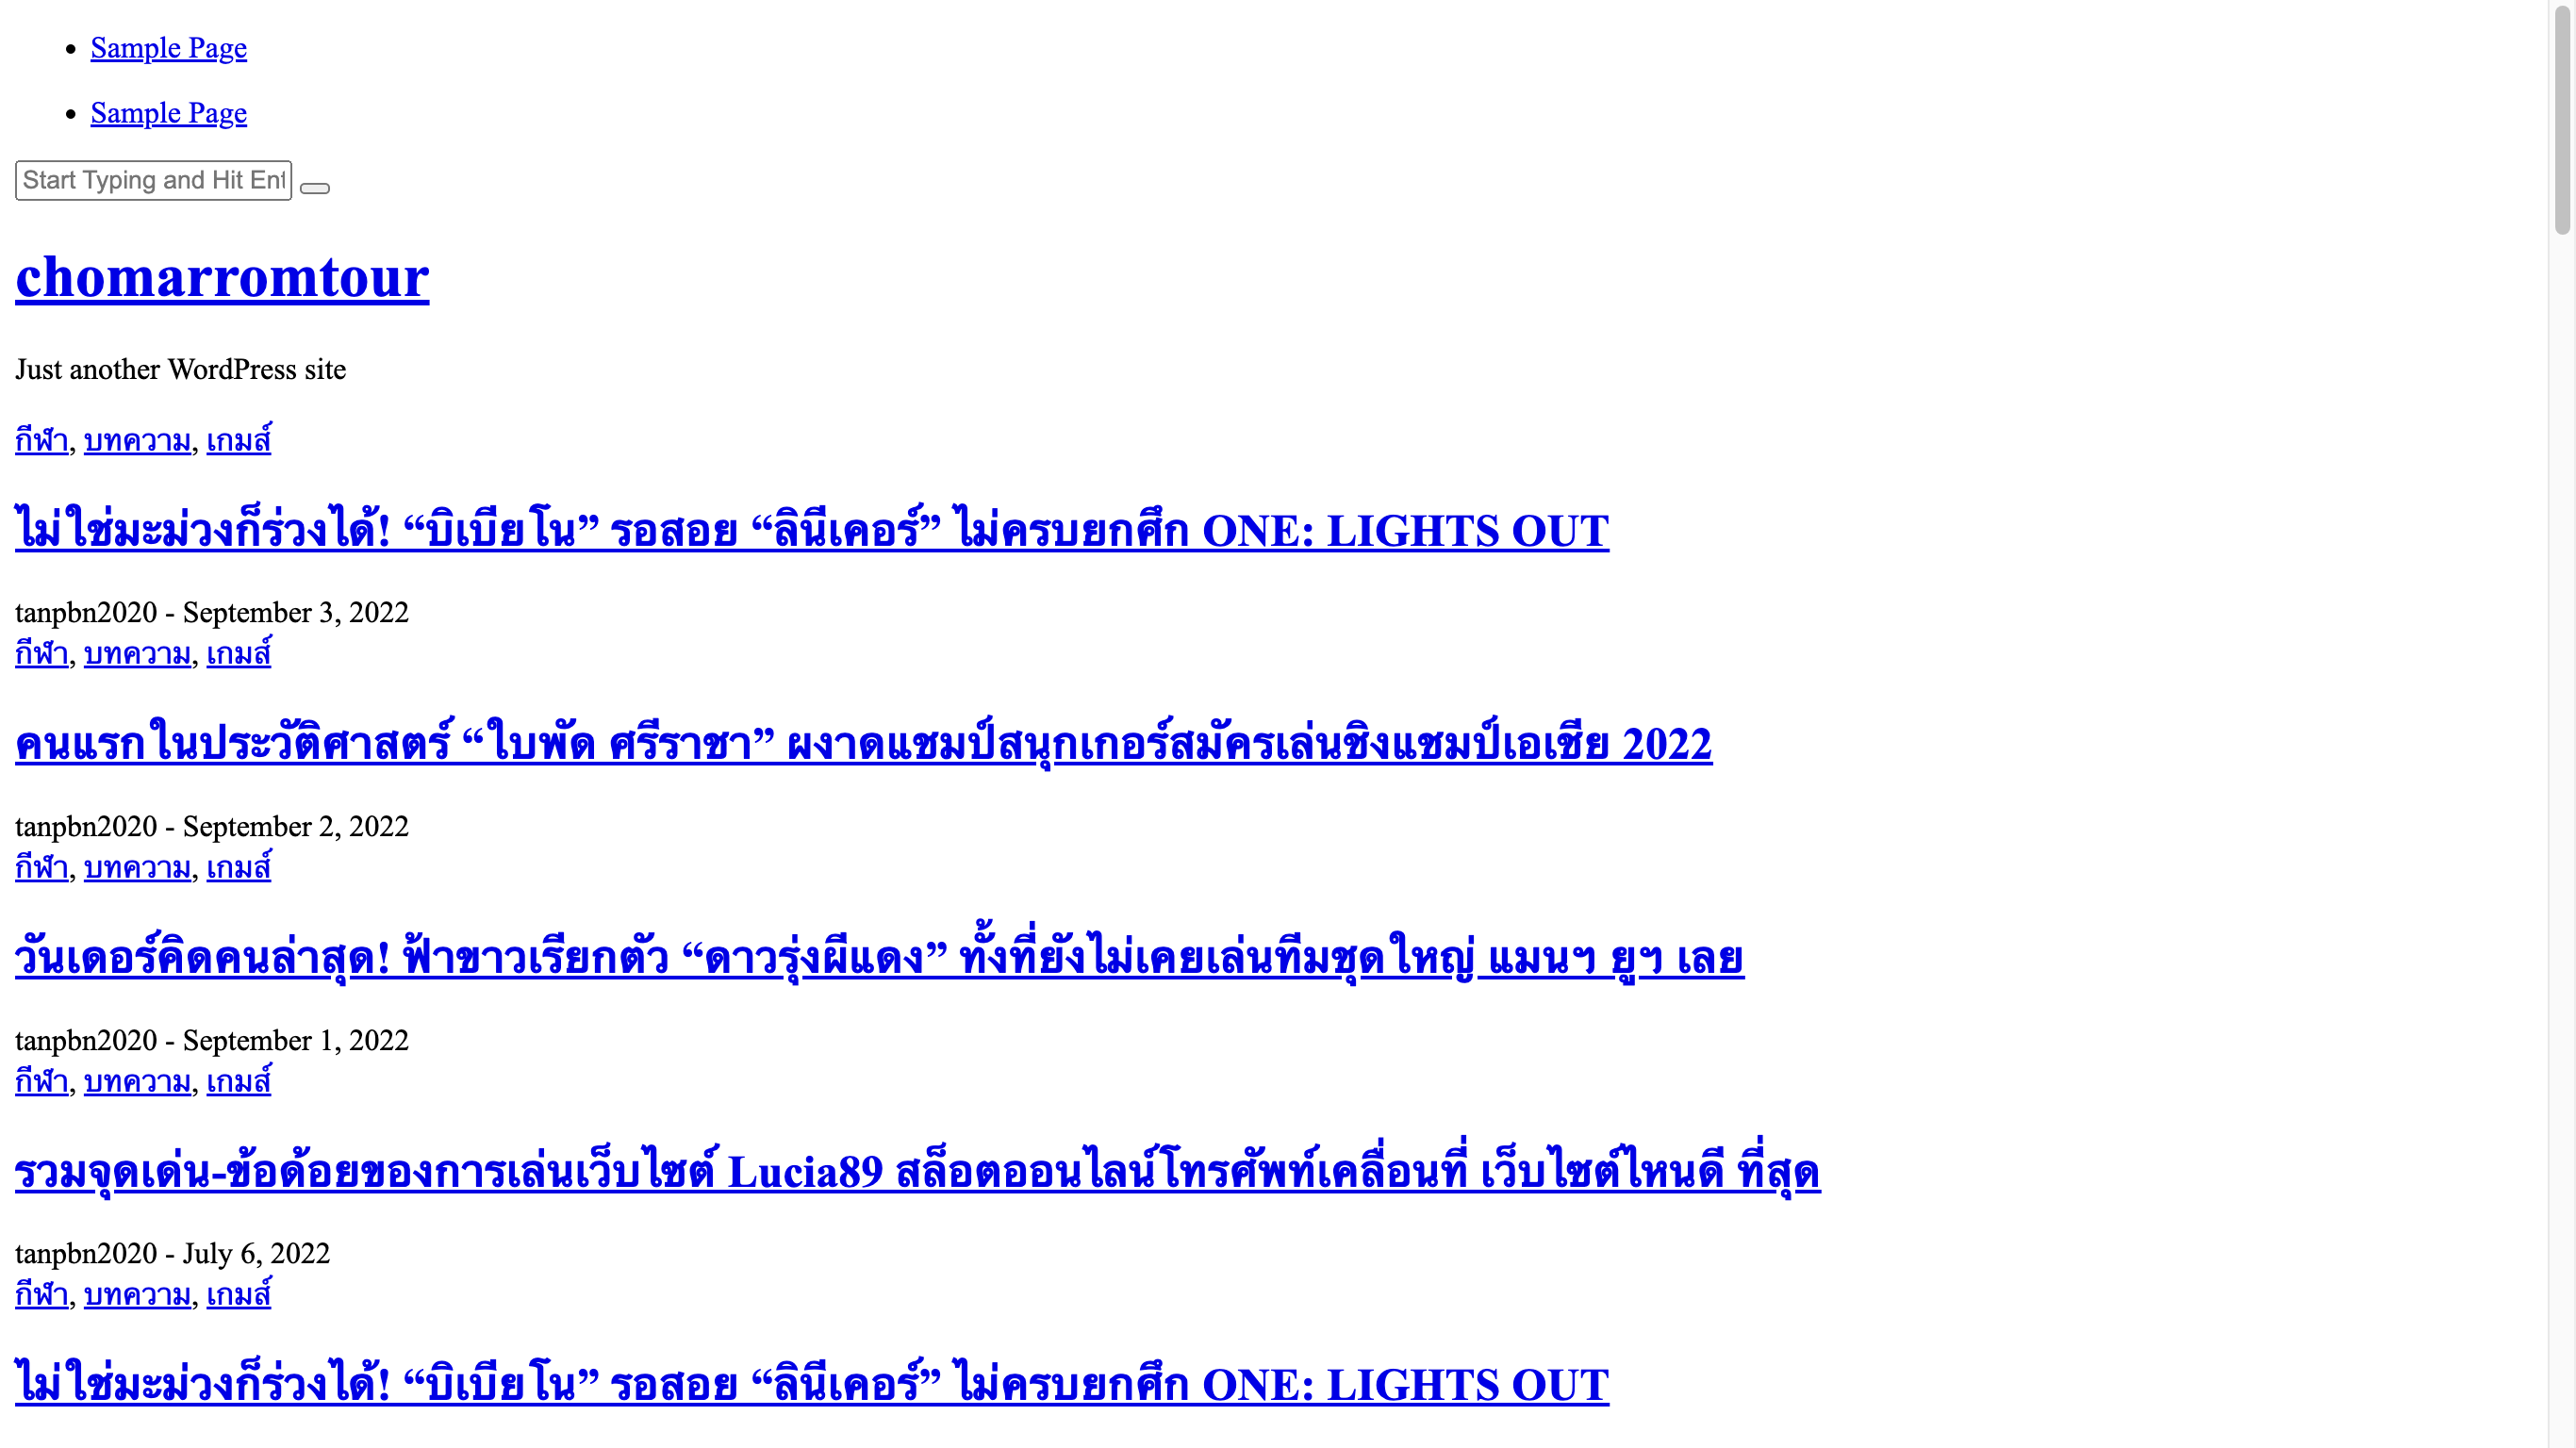 Sample Page
Sample Page
Start Typing and Hit Ent
chomarromtour
Just another WordPress site
กีฬา, บทความ, เกมส์
ไม่ใช่มะม่วงก็ร่วงได้! “บิเบียโน” รอสอย “ลินีเคอร์” ไม่ครบยกศึก ONE: LIGHTS OUT
tanpbn2020 - September 3, 2022
กีฬา, บทความ, เกมส์
คนแรกในประวัติศาสตร์ “ใบพัด ศรีราชา” ผงาดแชมป์สนุกเกอร์สมัครเล่นชิงแชมป์เอเชีย 2022
tanpbn2020 - September 2, 2022
กีฬา, บทความ, เกมส์
วันเดอร์คิดคนล่าสุด! ฟ้าขาวเรียกตัว “ดาวรุ่งผีแดง” ทั้งที่ยังไม่เคยเล่นทีมชุดใหญ่ แมนฯ ยูฯ เลย
tanpbn2020 - September 1, 2022
กีฬา, บทความ, เกมส์
รวมจุดเด่น-ข้อด้อยของการเล่นเว็บไซต์ Lucia89 สล็อตออนไลน์โทรศัพท์เคลื่อนที่ เว็บไซต์ไหนดี ที่สุด
tanpbn2020 - July 6, 2022
กีฬา, บทความ, เกมส์
ไม่ใช่มะม่วงก็ร่วงได้! “บิเบียโน” รอสอย “ลินีเคอร์” ไม่ครบยกศึก ONE: LIGHTS OUT